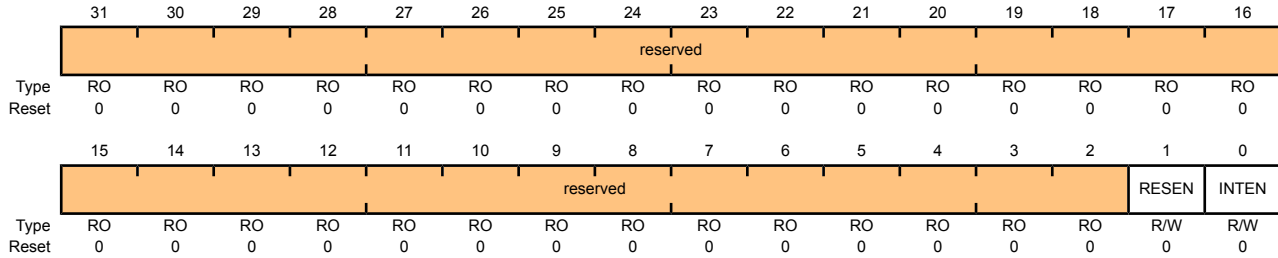 31 30 29 28 27 26 25 24 23 22 21 20 19 18 17 16
reserved
Type RO RO RO RO RO RO RO RO RO RO RO RO RO RO RO RO
Reset 0 0 0 0 0 0 0 0 0 0 0 0 0 0 0 0
15 14 13 12 11 10 9 8 7 6 5 4 3 2 1 0
reserved RESEN INTEN
Type RO RO RO RO RO RO RO RO RO RO RO RO RO RO R/W R/W
Reset 0 0 0 0 0 0 0 0 0 0 0 0 0 0 0 0